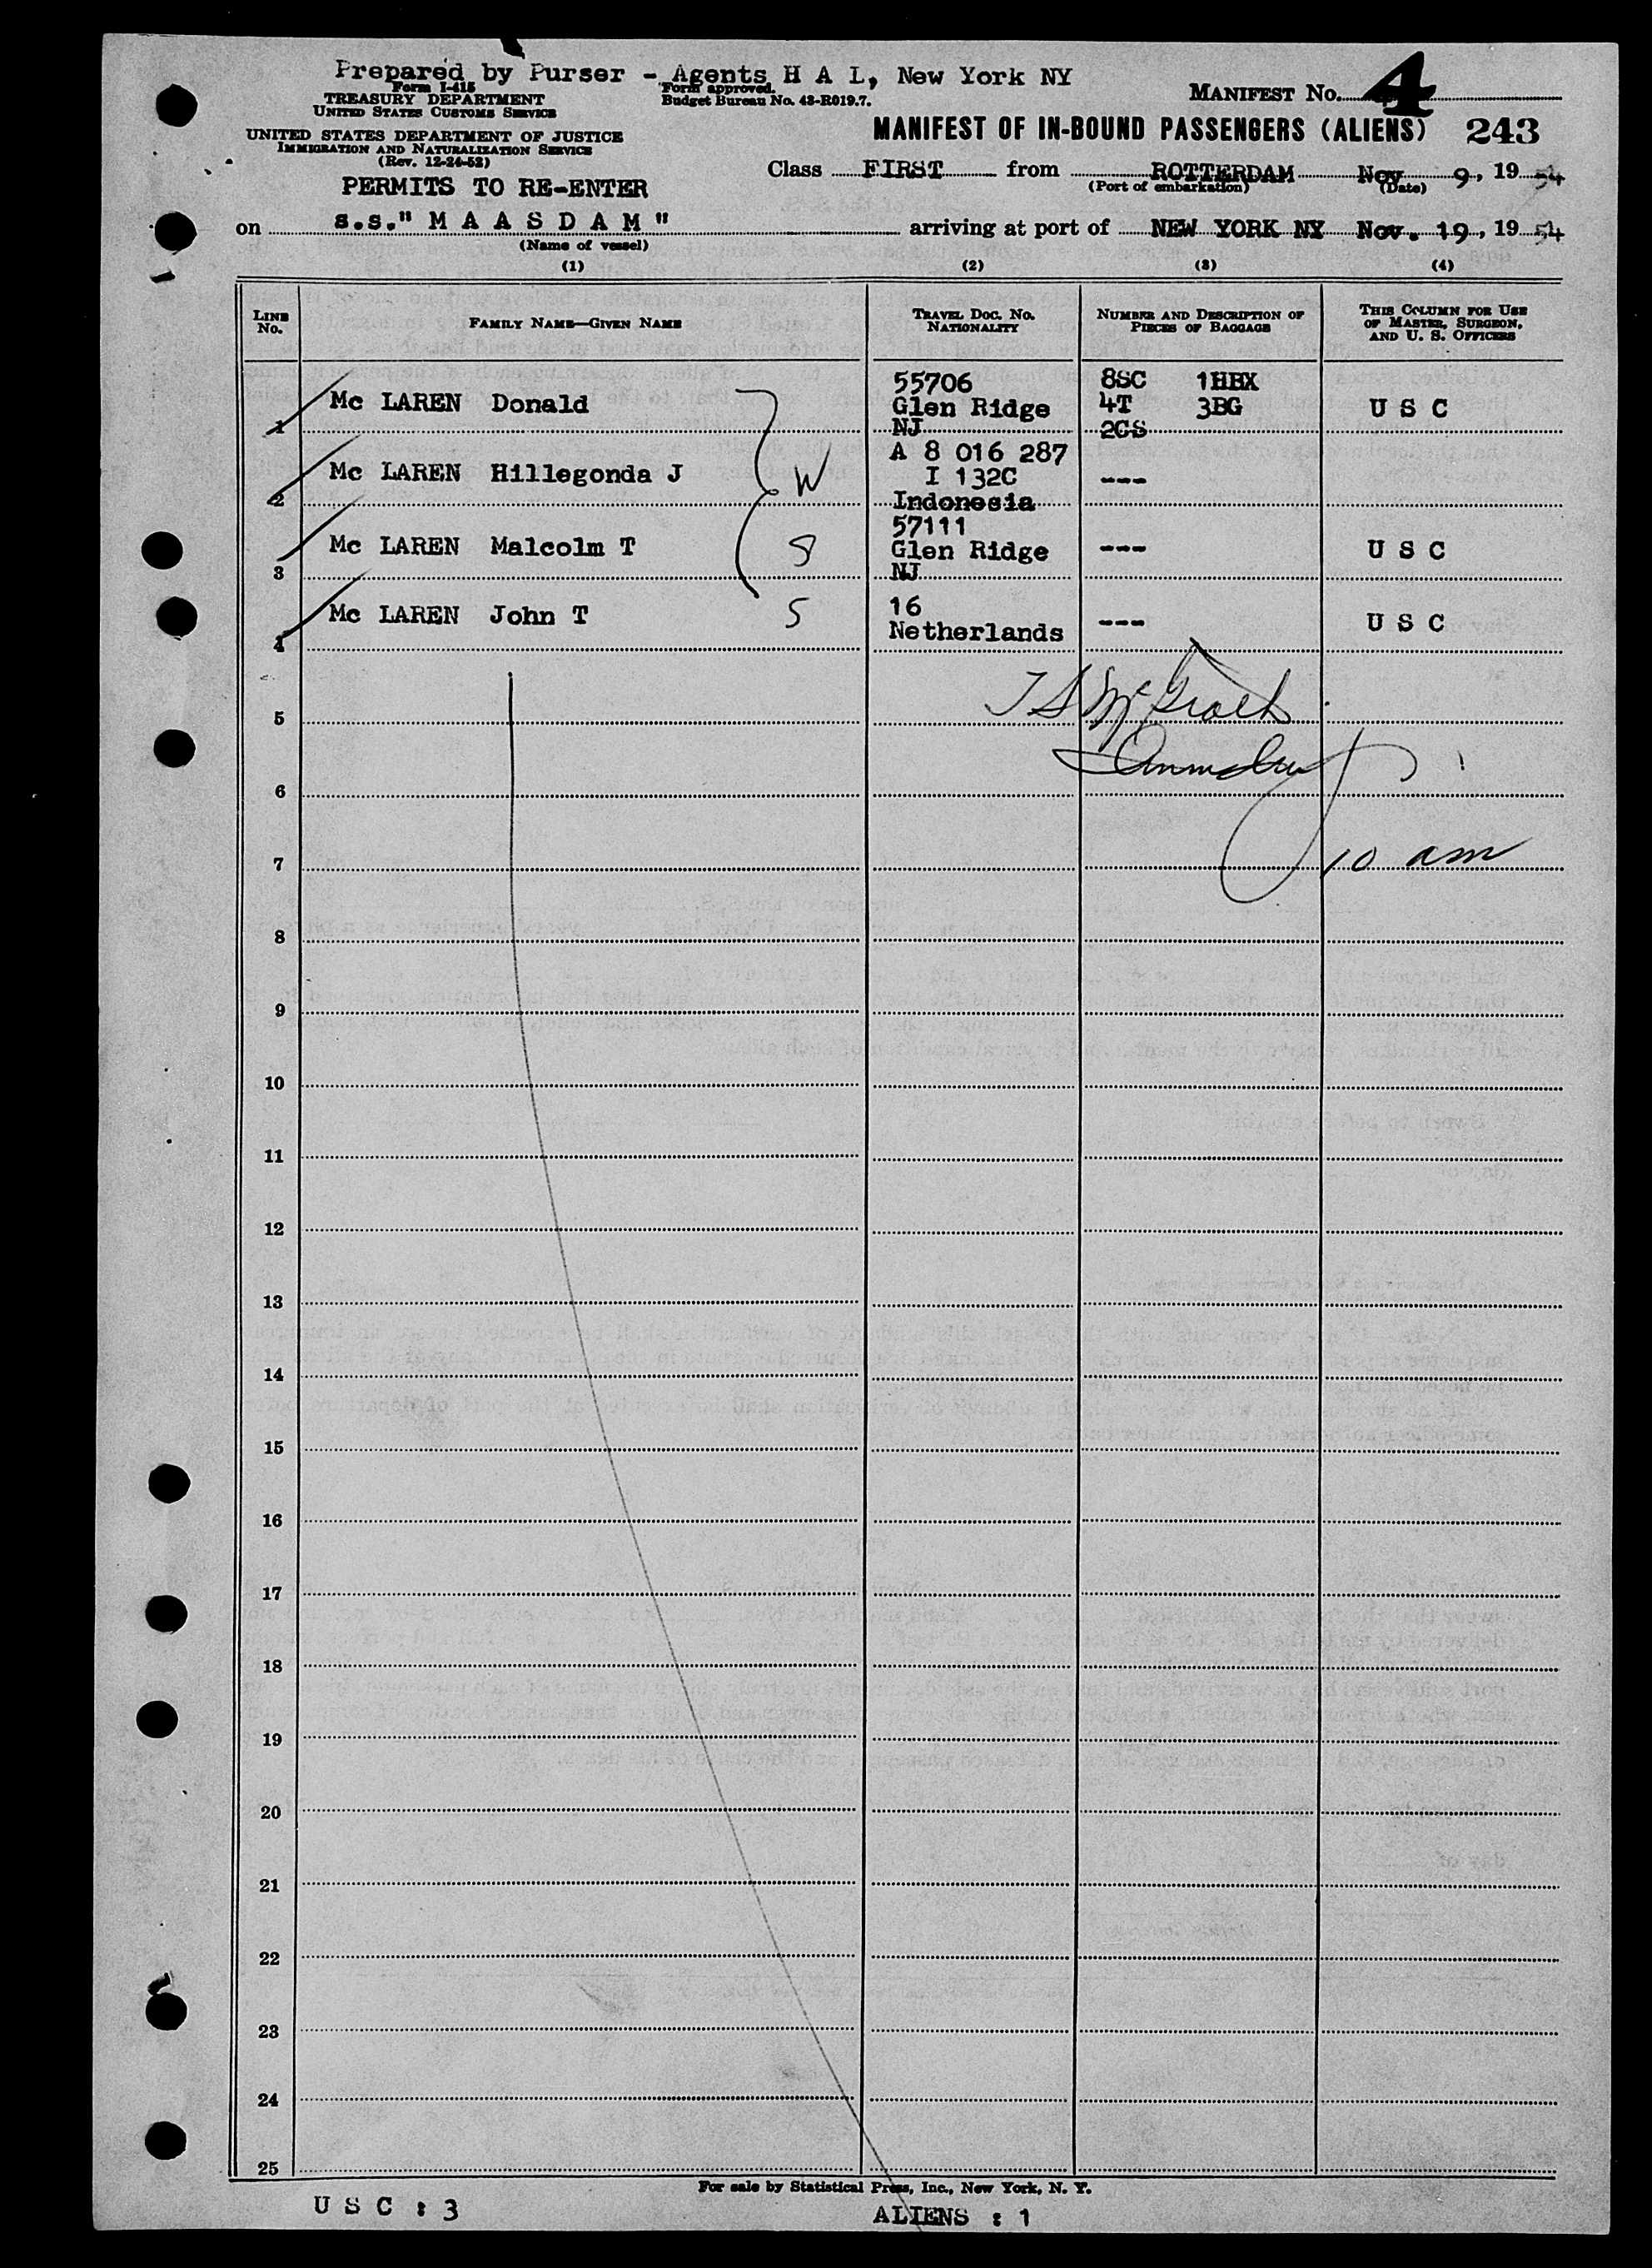 Prepared by Purser - Agents H A L, New York NY
Form I-415
TREASURY DEPARTMENT
UNITED STATES CUSTOMS SERVICE
Form approved.
Budget Bureau No. 43-R019.7.
MANIFEST No. 4
UNITED STATES DEPARTMENT OF JUSTICE
IMMIGRATION AND NATURALIZATION SERVICE
(Rev. 12-24-52)
MANIFEST OF IN-BOUND PASSENGERS (ALIENS) 243
PERMITS TO RE-ENTER
Class FIRST from ROTTERDAM Nov 9, 19 54
(Port of embarkation) (Date)
on s.s." M A A S D A M " arriving at port of NEW YORK NY Nov. 19, 19 54
(Name of vessel)
(1) (2) (3) (4)
LINE No. FAMILY NAME—GIVEN NAME TRAVEL DOC. NO. NATIONALITY NUMBER AND DESCRIPTION OF PIECES OF BAGGAGE THIS COLUMN FOR USE OF MASTER, SURGEON, AND U. S. OFFICERS
55706 8SC 1HBX
1 Mc LAREN Donald Glen Ridge 4T 3BG U S C
NJ 2CS
A 8 016 287
2 Mc LAREN Hillegonda J W I 132C ---
Indonesia
57111
3 Mc LAREN Malcolm T S Glen Ridge --- U S C
NJ
16
4 Mc LAREN John T S Netherlands --- U S C
5
6
7 10 am
8
9
10
11
12
13
14
15
16
17
18
19
20
21
22
23
24
25
For sale by Statistical Press, Inc., New York, N. Y.
U S C : 3 ALIENS : 1